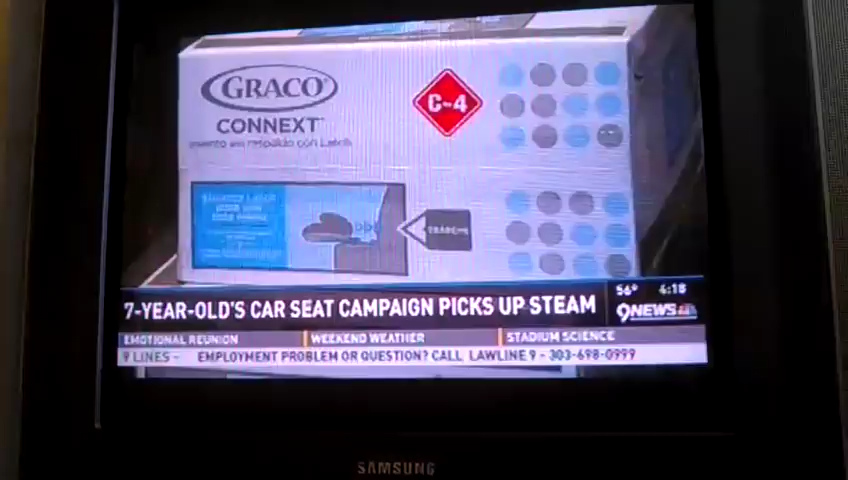 GRACO
CONNEXT
C-4
7-YEAR-OLD'S CAR SEAT CAMPAIGN PICKS UP STEAM
56° 4:18
9NEWS
EMOTIONAL REUNION WEEKEND WEATHER STADIUM SCIENCE
9 LINES - EMPLOYMENT PROBLEM OR QUESTION? CALL LAWLINE 9 - 303-698-0999
SAMSUNG